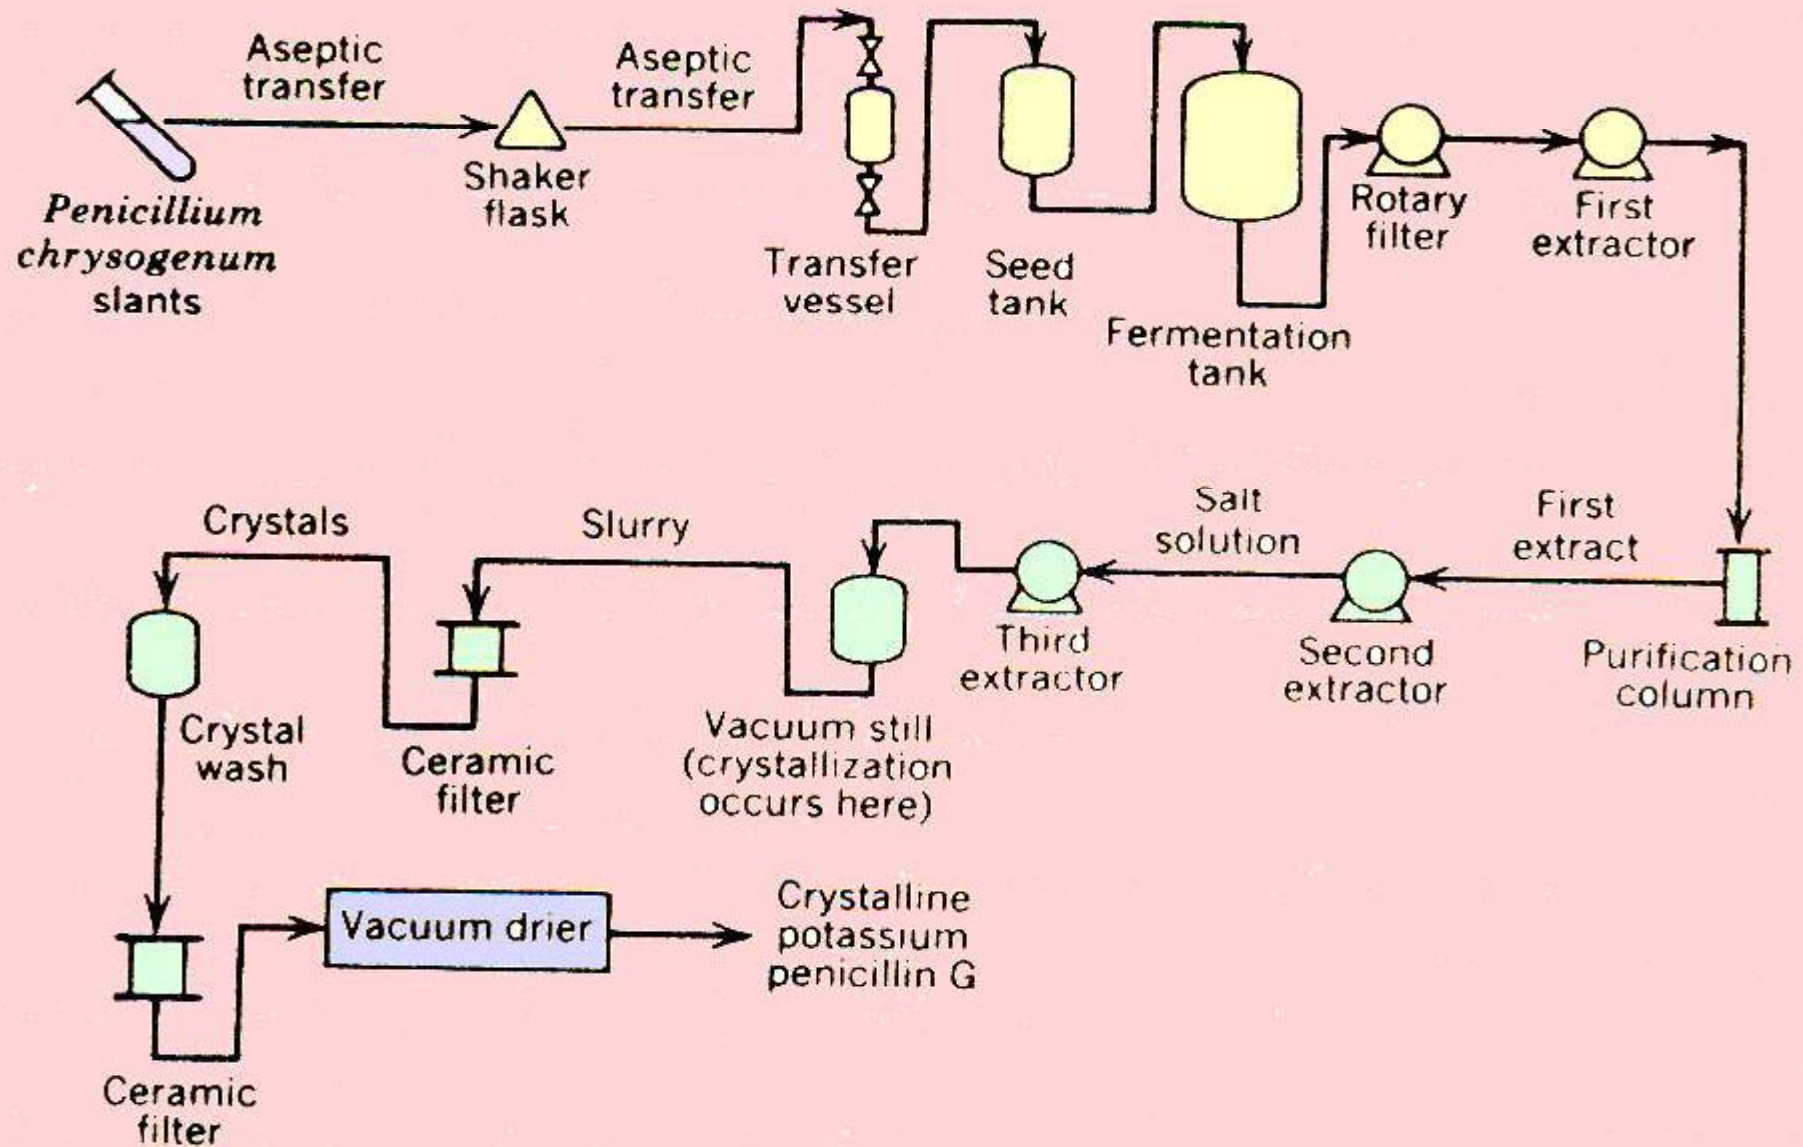 Aseptic
transfer
Aseptic
transfer
Penicillium
chrysogenum
slants
Shaker
flask
Transfer
vessel
Seed
tank
Fermentation
tank
Rotary
filter
First
extractor
Crystals
Slurry
Salt
solution
First
extract
Crystal
wash
Ceramic
filter
Vacuum still
(crystallization
occurs here)
Third
extractor
Second
extractor
Purification
column
Vacuum drier
Crystalline
potassium
penicillin G
Ceramic
filter